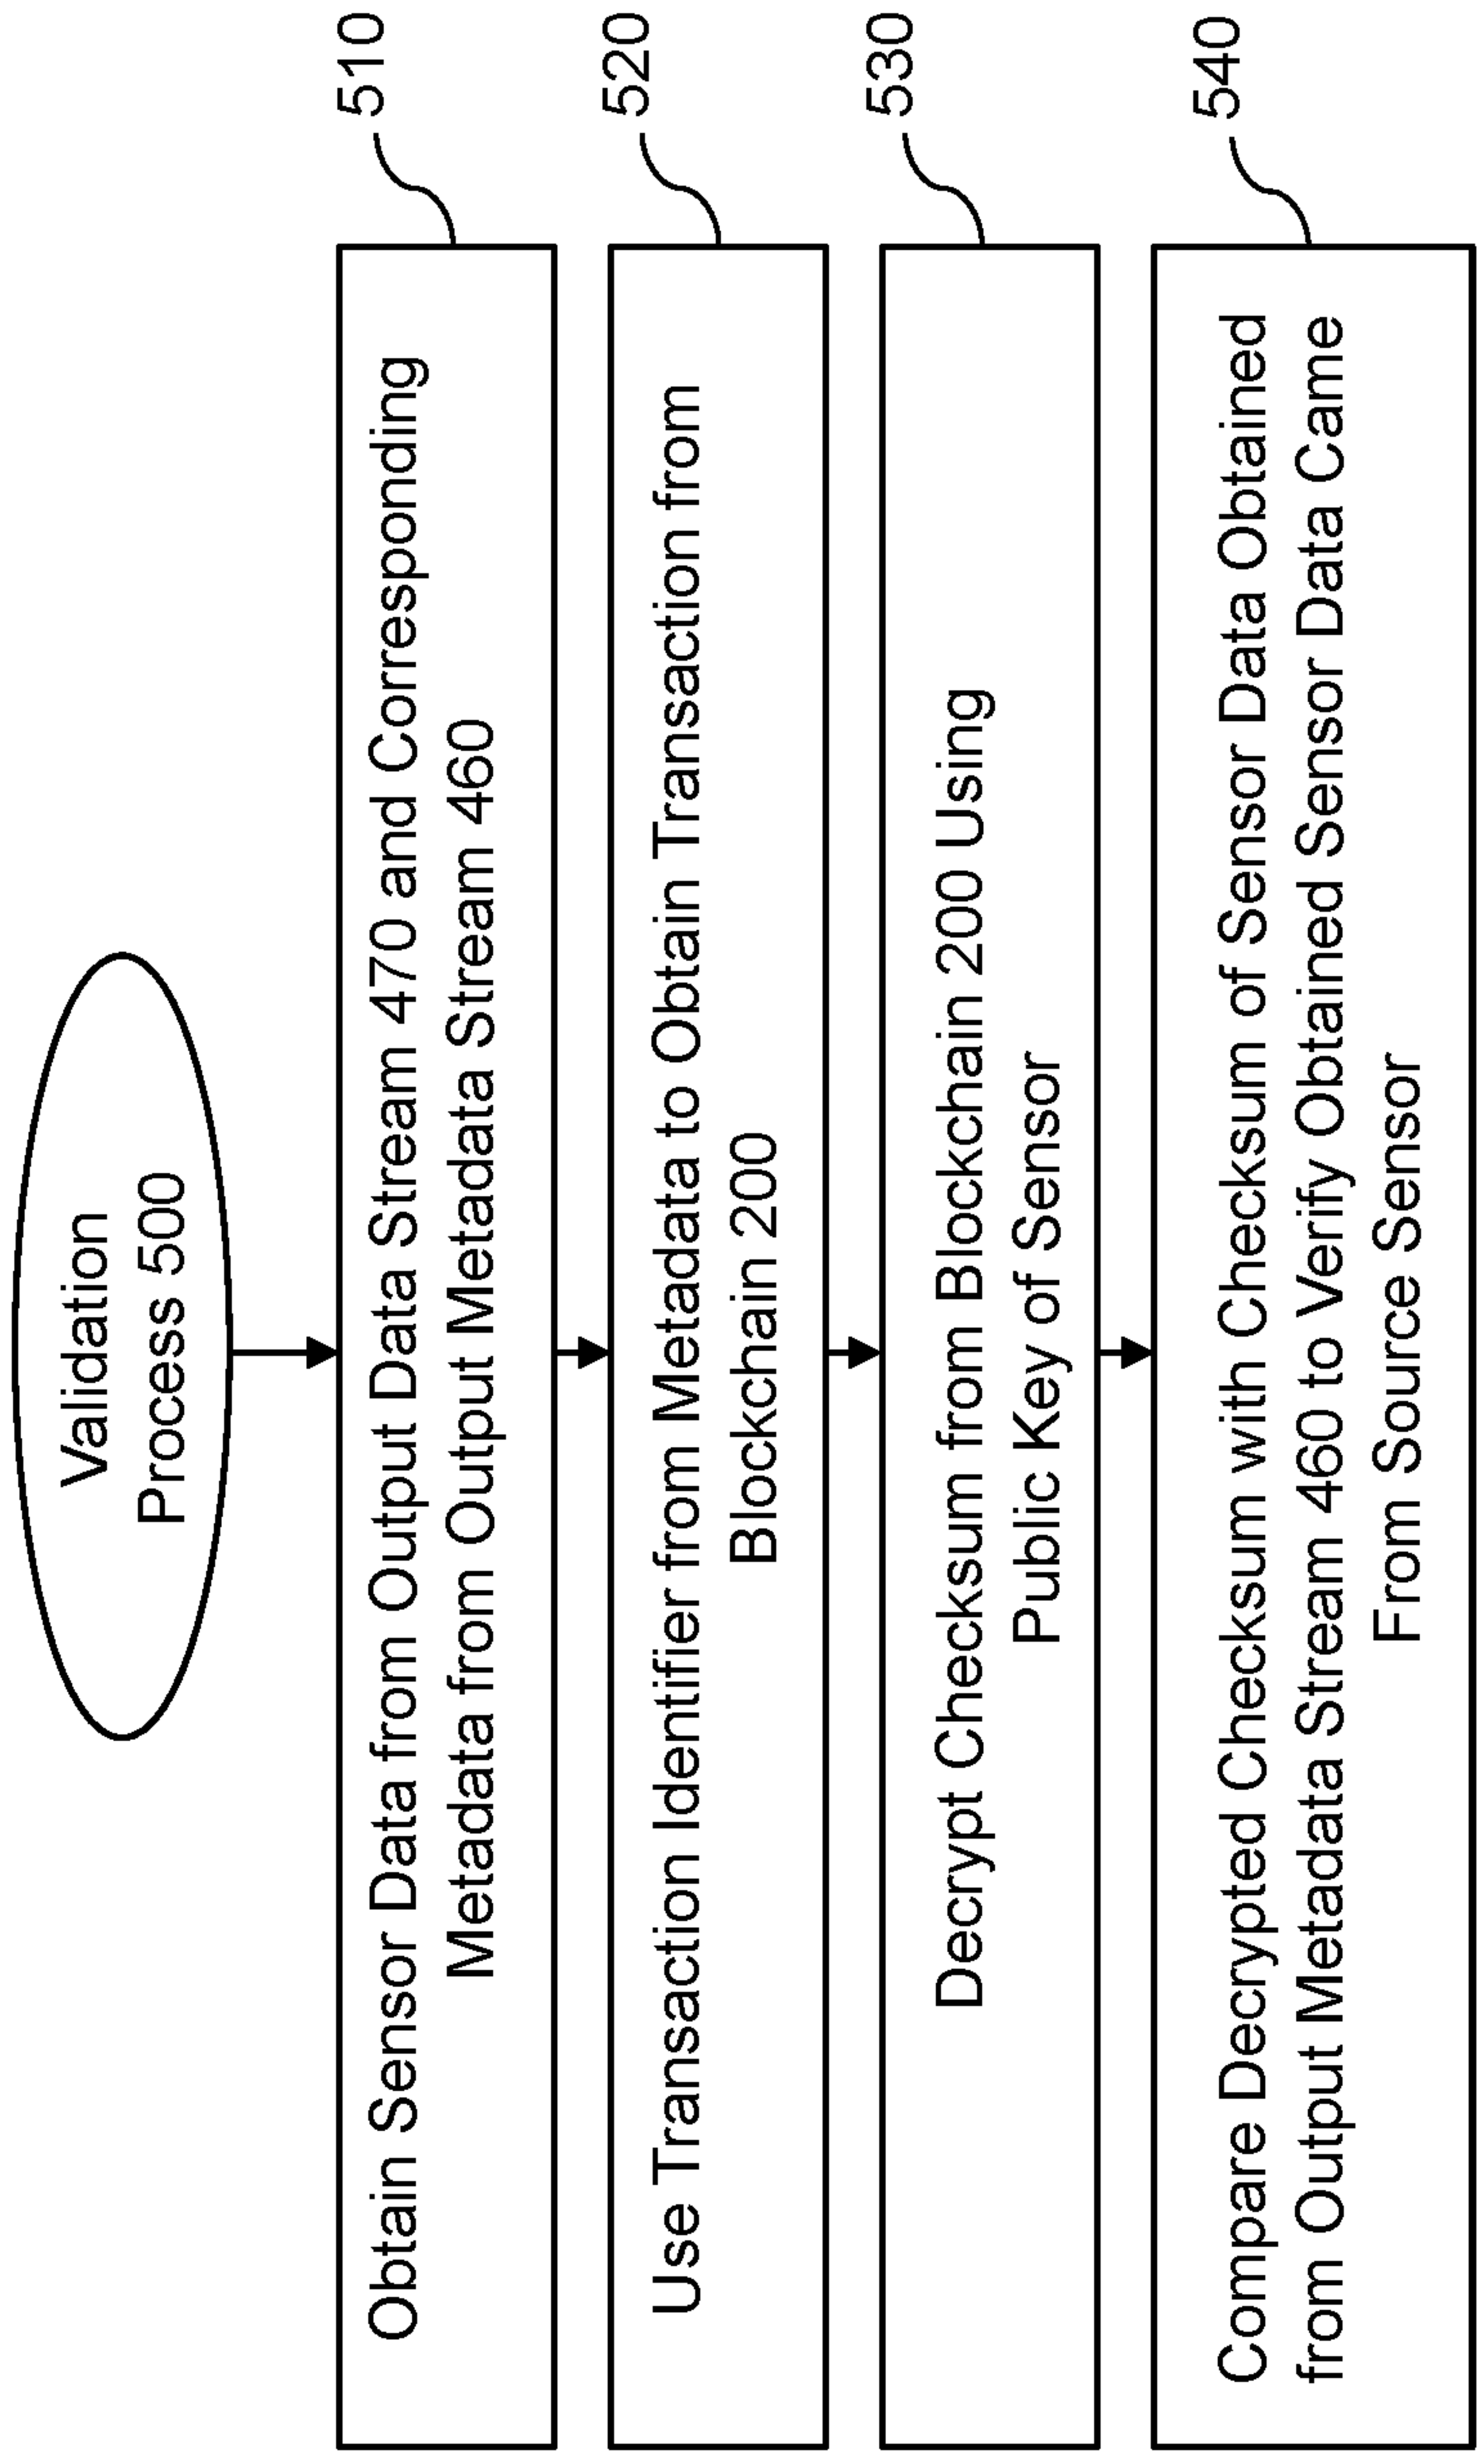 Validation
Process 500
510
Obtain Sensor Data from Output Data Stream 470 and Corresponding
Metadata from Output Metadata Stream 460
520
Use Transaction Identifier from Metadata to Obtain Transaction from
Blockchain 200
530
Decrypt Checksum from Blockchain 200 Using
Public Key of Sensor
540
Compare Decrypted Checksum with Checksum of Sensor Data Obtained
from Output Metadata Stream 460 to Verify Obtained Sensor Data Came
From Source Sensor